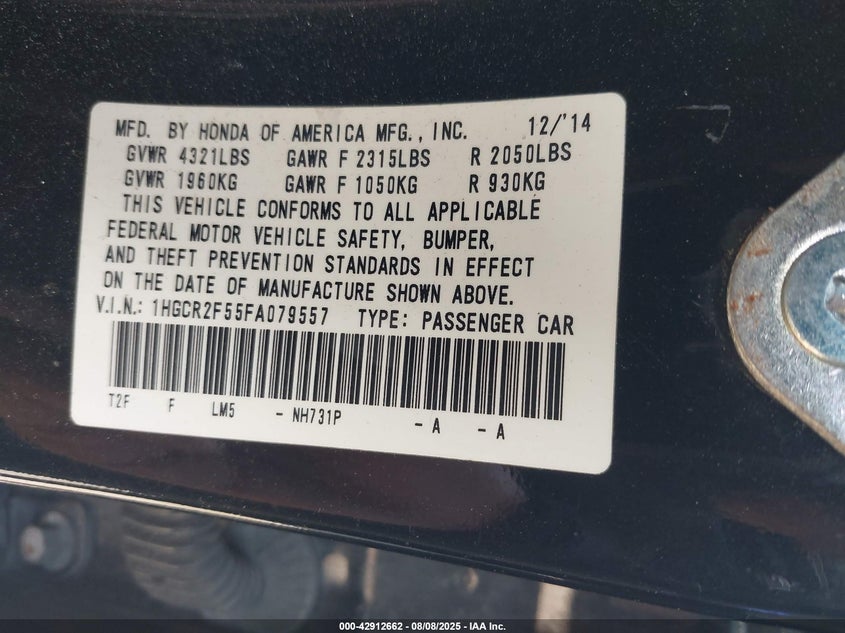 MFD. BY HONDA OF AMERICA MFG., INC. 12/'14
GVWR 4321LBS GAWR F 2315LBS R 2050LBS
GVWR 1960KG GAWR F 1050KG R 930KG
THIS VEHICLE CONFORMS TO ALL APPLICABLE
FEDERAL MOTOR VEHICLE SAFETY, BUMPER,
AND THEFT PREVENTION STANDARDS IN EFFECT
ON THE DATE OF MANUFACTURE SHOWN ABOVE.
V.I.N.: 1HGCR2F55FA079557 TYPE: PASSENGER CAR
T2F F LM5 - NH731P - A - A
000-42912662 - 08/08/2025 - IAA Inc.